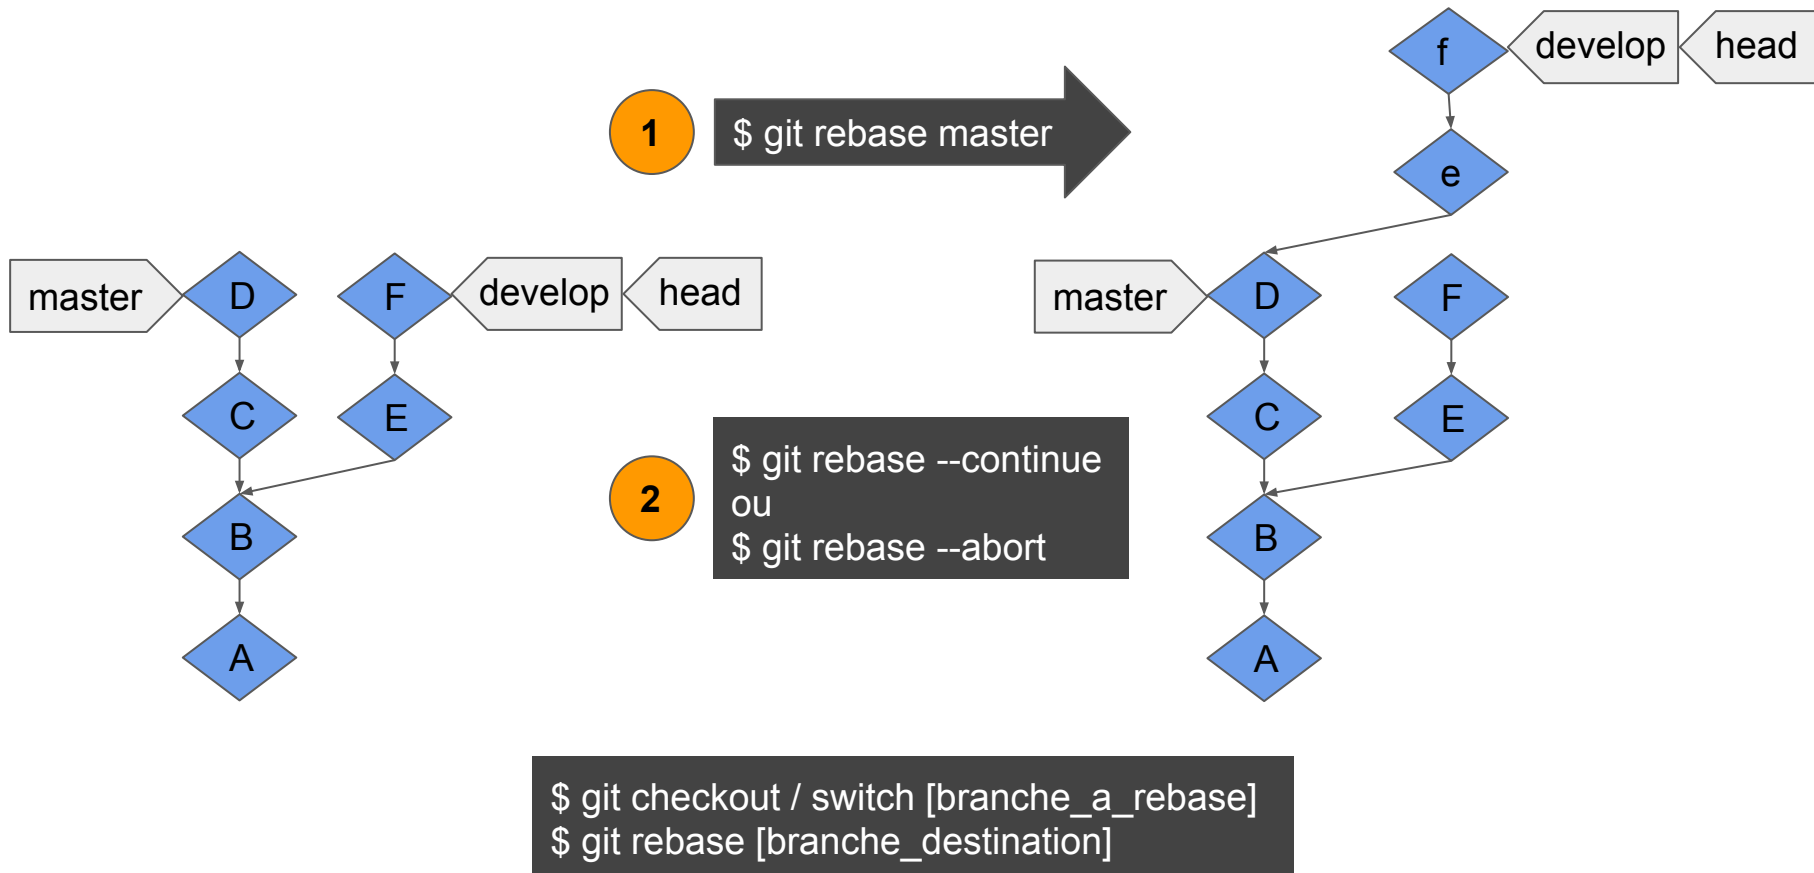 1
$ git rebase master
master
D
F
develop
head
C
E
B
A
2
$ git rebase --continue
ou
$ git rebase --abort
f
develop
head
e
master
D
F
C
E
B
A
$ git checkout / switch [branche_a_rebase]
$ git rebase [branche_destination]